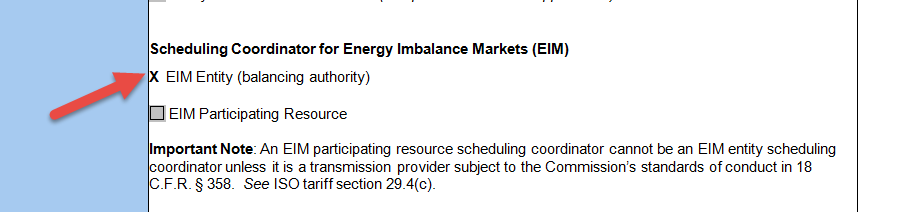 Scheduling Coordinator for Energy Imbalance Markets (EIM)
X EIM Entity (balancing authority)
EIM Participating Resource
Important Note: An EIM participating resource scheduling coordinator cannot be an EIM entity scheduling
coordinator unless it is a transmission provider subject to the Commission's standards of conduct in 18
C.F.R. § 358. See ISO tariff section 29.4(c).